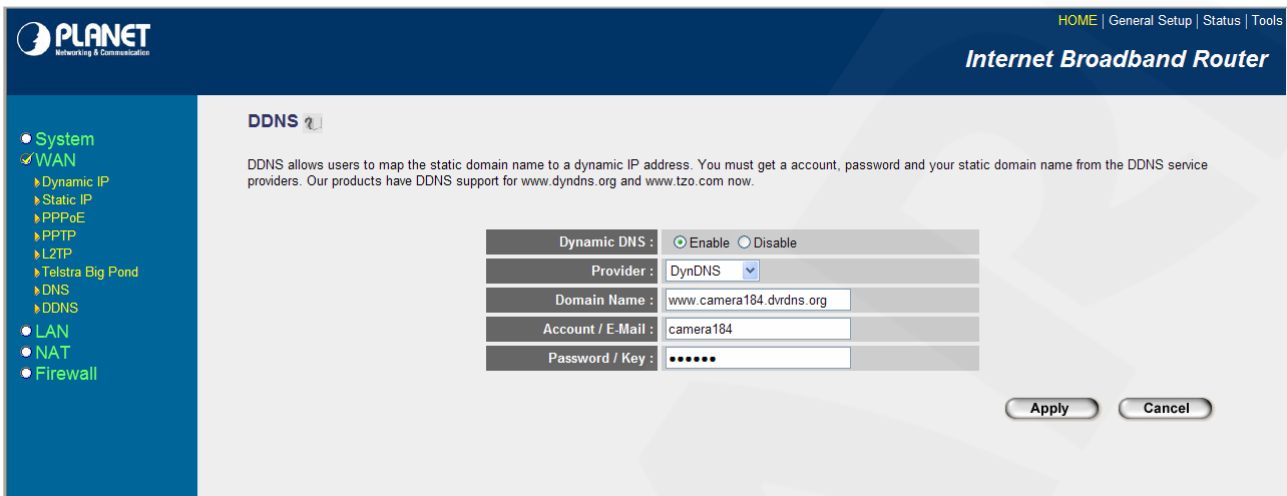 PLANET
Networking & Communication
HOME | General Setup | Status | Tools
Internet Broadband Router
System
WAN
Dynamic IP
Static IP
PPPoE
PPTP
L2TP
Telstra Big Pond
DNS
DDNS
LAN
NAT
Firewall
DDNS
DDNS allows users to map the static domain name to a dynamic IP address. You must get a account, password and your static domain name from the DDNS service
providers. Our products have DDNS support for www.dyndns.org and www.tzo.com now.
Dynamic DNS : Enable Disable
Provider : DynDNS
Domain Name : www.camera184.dvrdns.org
Account / E-Mail : camera184
Password / Key : ●●●●●●
Apply Cancel